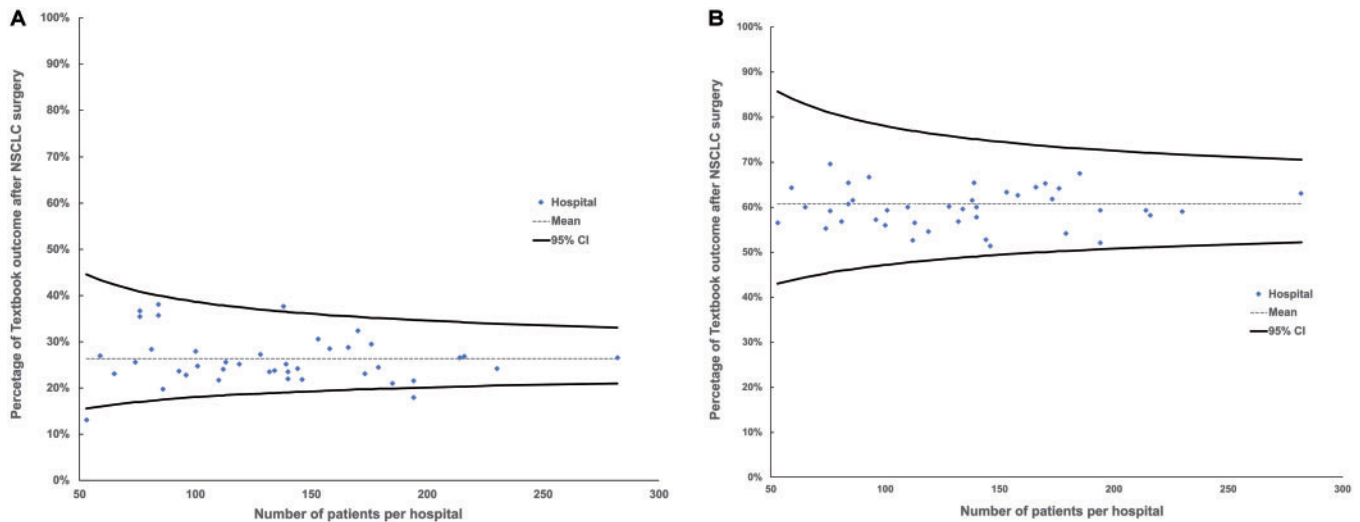 A
Percetage of Textbook outcome after NSCLC surgery
100%
90%
80%
70%
60%
50%
40%
30%
20%
10%
0%
50
100
150
200
250
300
Number of patients per hospital
Hospital
Mean
95% CI
B
Percetage of Textbook outcome after NSCLC surgery
100%
90%
80%
70%
60%
50%
40%
30%
20%
10%
0%
50
100
150
200
250
300
Number of patients per hospital
Hospital
Mean
95% CI